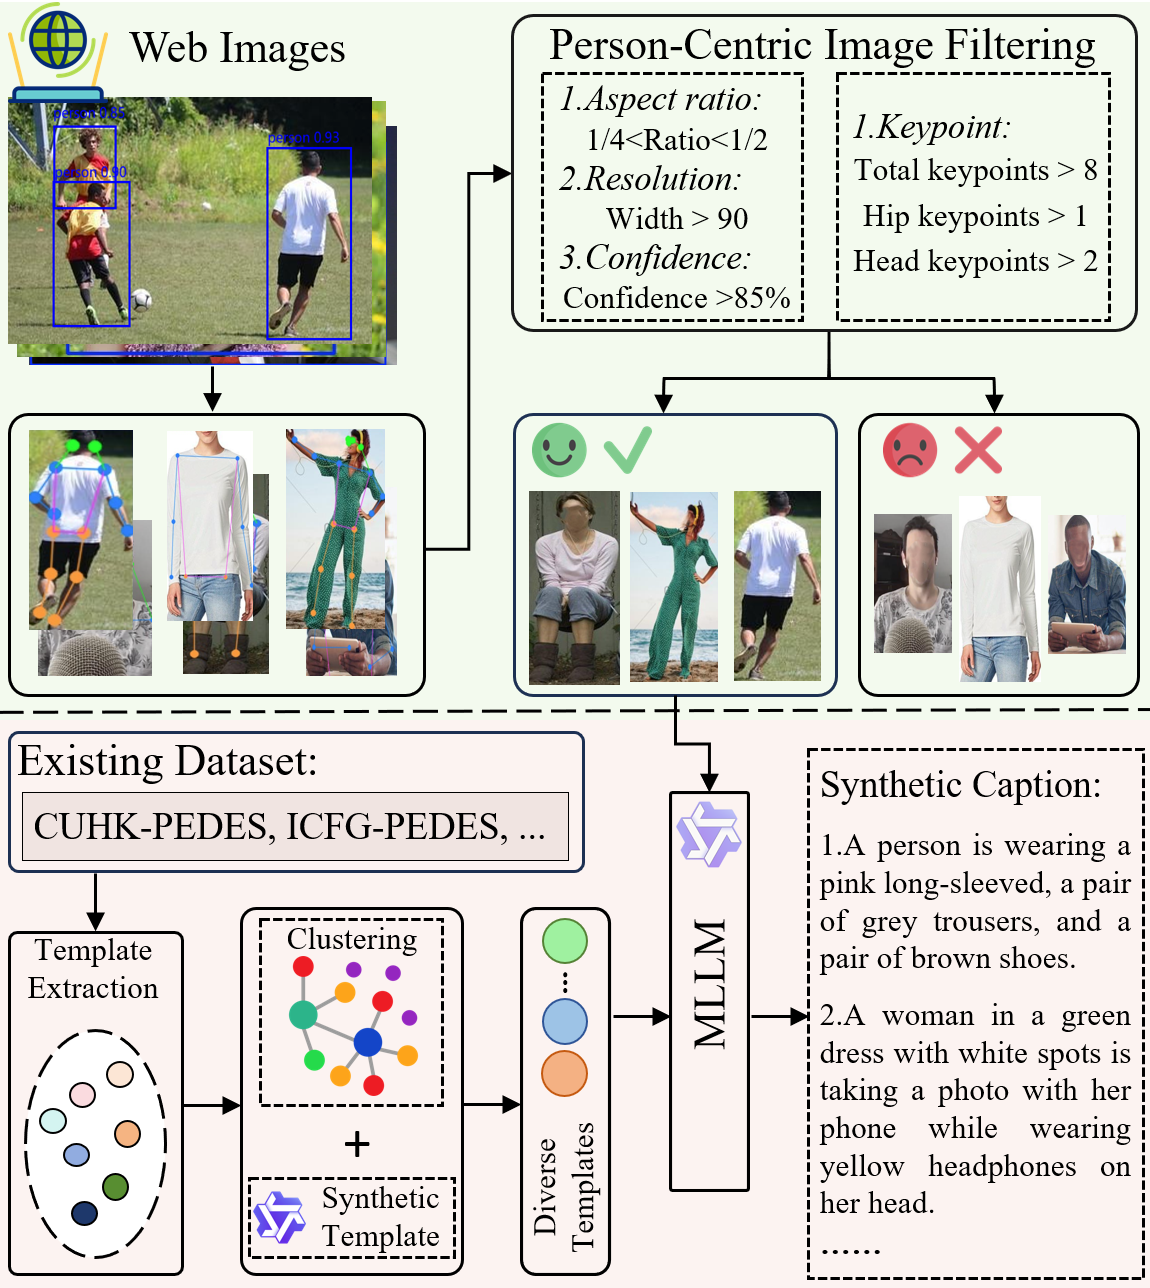 Web Images
person 0.85
person 0.90
person 0.93
Person-Centric Image Filtering
1.Aspect ratio:
1/4<Ratio<1/2
2.Resolution:
Width > 90
3.Confidence:
Confidence >85%
1.Keypoint:
Total keypoints > 8
Hip keypoints > 1
Head keypoints > 2
Existing Dataset:
CUHK-PEDES, ICFG-PEDES, ...
Template
Extraction
Clustering
+
Synthetic
Template
Diverse
Templates
MLLM
Synthetic Caption:
1.A person is wearing a
pink long-sleeved, a pair
of grey trousers, and a
pair of brown shoes.
2.A woman in a green
dress with white spots is
taking a photo with her
phone while wearing
yellow headphones on
her head.
......